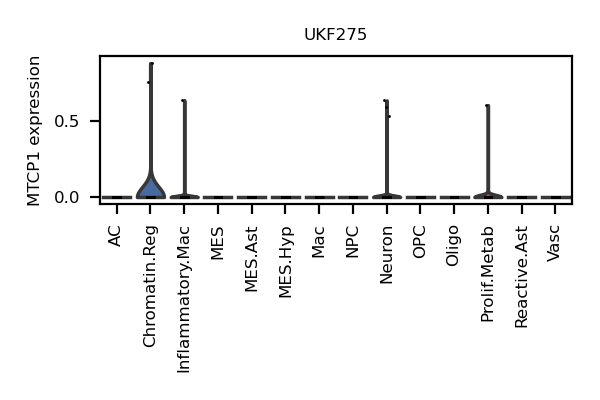 UKF275
MTCP1 expression
0.5
0.0
AC
Chromatin.Reg
Inflammatory.Mac
MES
MES.Ast
MES.Hyp
Mac
NPC
Neuron
OPC
Oligo
Prolif.Metab
Reactive.Ast
Vasc